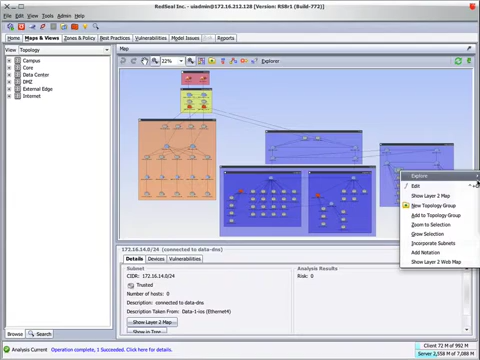 RedSeal Inc. - uiadmin@172.16.212.128 [Version: RSBr1 (Build-772)]
File Edit View Tools Admin Help
Home Maps & Views Zones & Policy Best Practices Vulnerabilities Model Issues Reports
View Topology
Map
Campus
Core
Data Center
DMZ
External Edge
Internet
22% Explorer
Explore
Edit
Show Layer 2 Map
New Topology Group
Add to Topology Group
Zoom to Selection
Grow Selection
Incorporate Subnets
Add Notation
Show Layer 2 Web Map
172.16.14.0/24 (connected to data-dns)
Details Devices Vulnerabilities
Subnet
CIDR: 172.16.14.0/24
Trusted
Number of hosts: 0
Description: connected to data-dns
Description Taken From: Data-1-ios (Ethernet4)
Show Layer 2 Map
Show in Tree
Analysis Results
Risk: 0
Browse Search
Analysis Current Operation complete, 1 Succeeded. Click here for details.
Client 72 M of 992 M
Server 2,558 M of 7,088 M